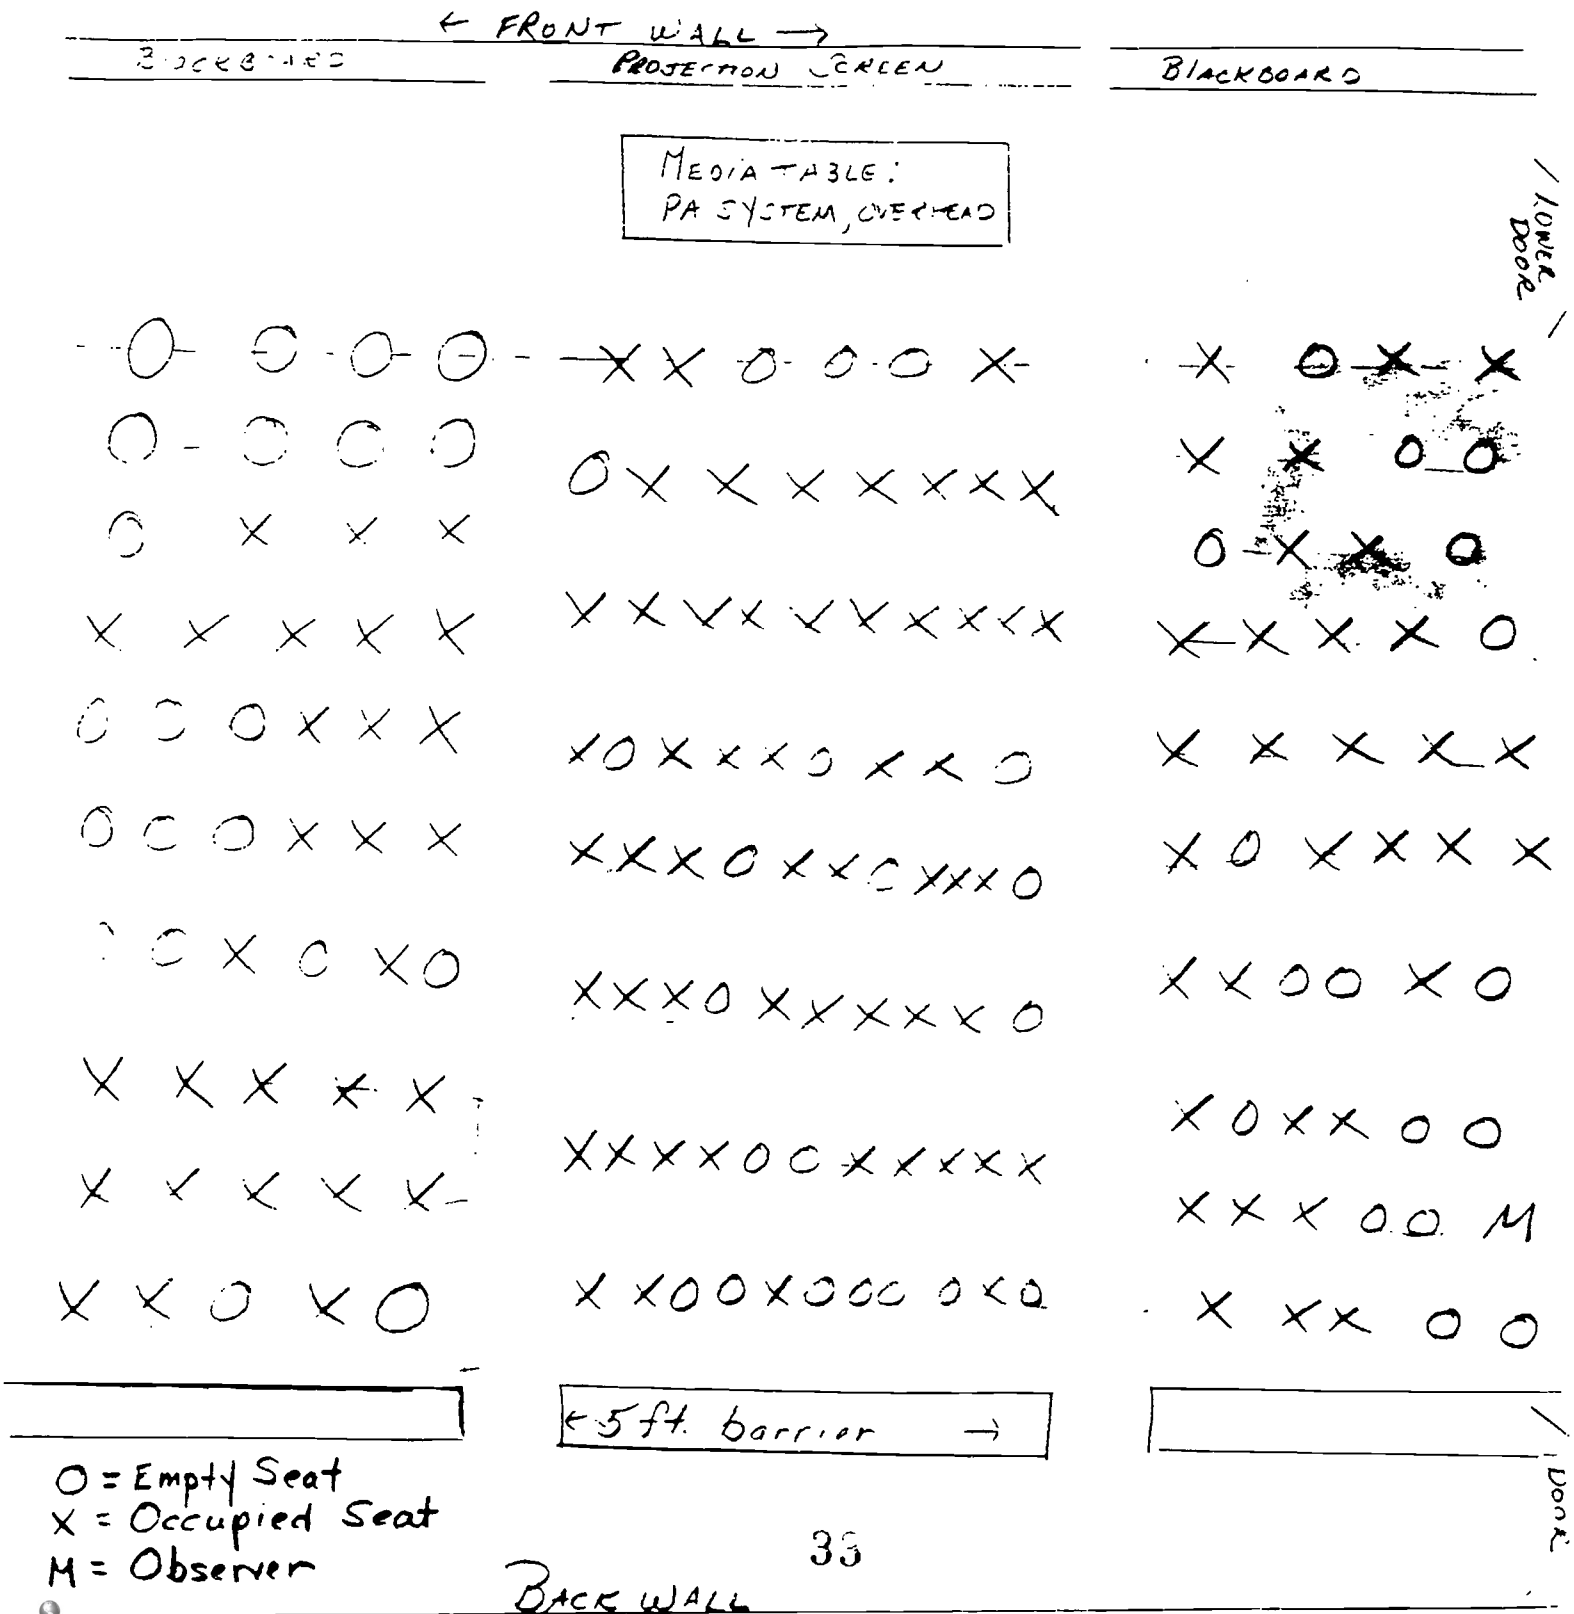 ← FRONT WALL →
PROJECTION SCREEN
BLACKBOARD
MEDIA TABLE:
PA SYSTEM, OVERHEAD
LOWER
DOOR
O O O O X X O O O X X O X X
O O O O X X O O
O X X X X X X X
O X X X O X X O
X X X X X X X X X X X X X X X X X X X O
O O O X X X X O X X X O X X O X X X X X
O O O X X X X X X O X X O X X X O X O X X X X
O X O X O X X X O X X X X X O X X O O X O
X X X X X X O X X O O
X X X X O O X X X X X
X X X X X X X X O O M
X X O X O X X O O X O O O O O X O X X X O O
← 5 ft. barrier →
DOOR
O = Empty Seat
X = Occupied Seat
M = Observer
33
BACK WALL